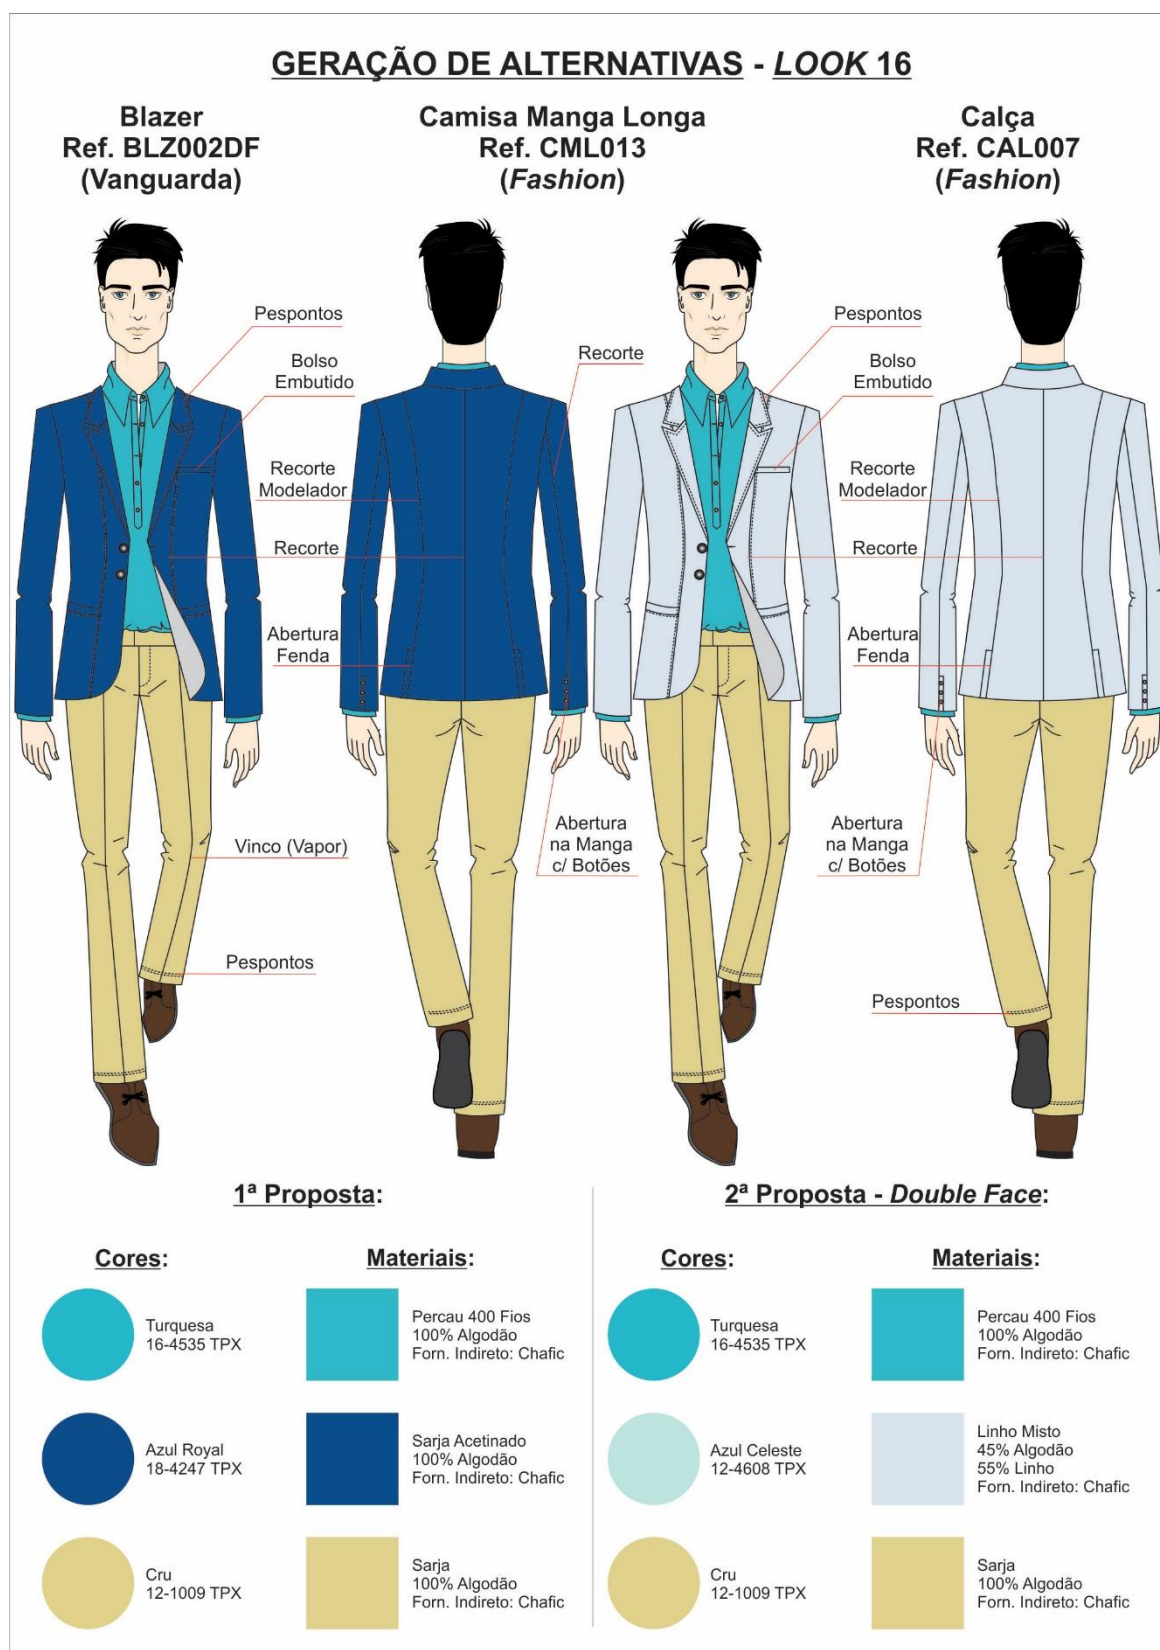 GERAÇÃO DE ALTERNATIVAS - LOOK 16
Blazer
Ref. BLZ002DF
(Vanguarda)
Camisa Manga Longa
Ref. CML013
(Fashion)
Calça
Ref. CAL007
(Fashion)
Pespontos
Bolso
Embutido
Recorte
Modelador
Recorte
Abertura
Fenda
Vinco (Vapor)
Pespontos
Recorte
Abertura
na Manga
c/ Botões
Pespontos
Bolso
Embutido
Recorte
Modelador
Recorte
Abertura
Fenda
Abertura
na Manga
c/ Botões
Pespontos
1ª Proposta:
Cores:
Turquesa
16-4535 TPX
Azul Royal
18-4247 TPX
Cru
12-1009 TPX
Materiais:
Percau 400 Fios
100% Algodão
Forn. Indireto: Chafic
Sarja Acetinado
100% Algodão
Forn. Indireto: Chafic
Sarja
100% Algodão
Forn. Indireto: Chafic
2ª Proposta - Double Face:
Cores:
Turquesa
16-4535 TPX
Azul Celeste
12-4608 TPX
Cru
12-1009 TPX
Materiais:
Percau 400 Fios
100% Algodão
Forn. Indireto: Chafic
Linho Misto
45% Algodão
55% Linho
Forn. Indireto: Chafic
Sarja
100% Algodão
Forn. Indireto: Chafic